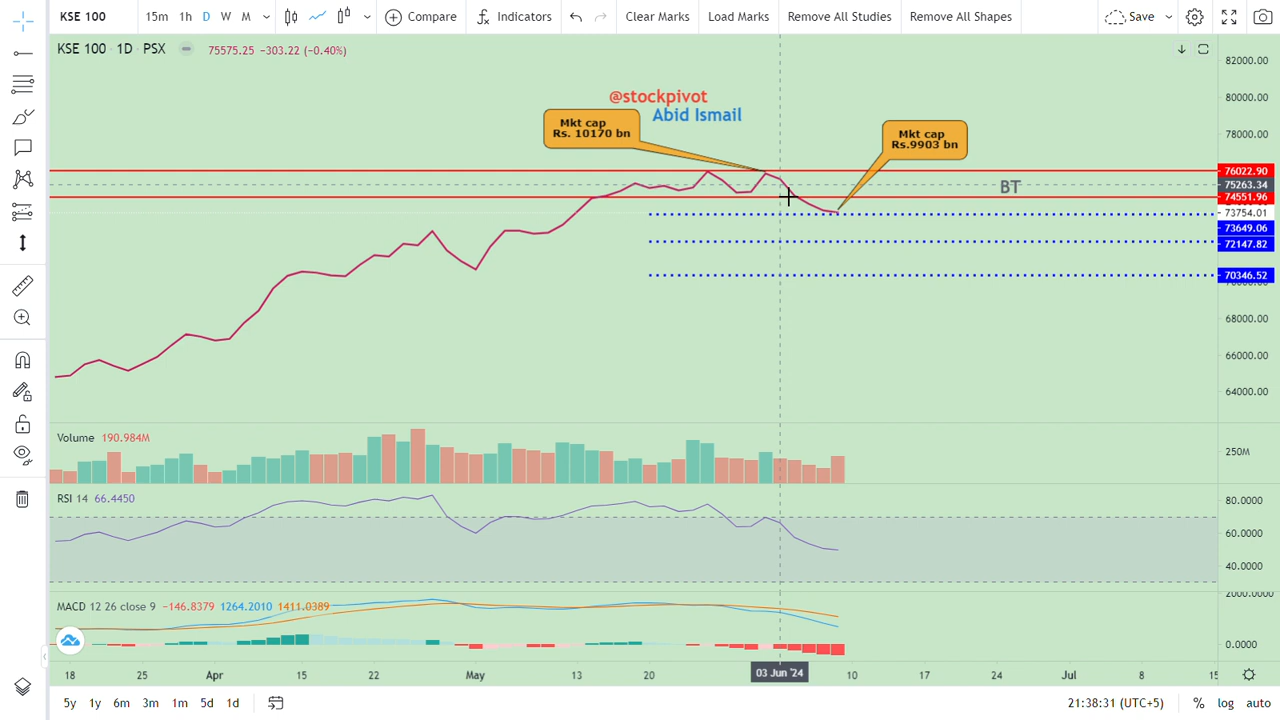 KSE 100 15m 1h D W M Compare Indicators Clear Marks Load Marks Remove All Studies Remove All Shapes Save
KSE 100 · 1D · PSX 75575.25 −303.22 (−0.40%)
82000.00
80000.00
78000.00
@stockpivot
Abid Ismail
Mkt cap
Rs. 10170 bn
Mkt cap
Rs.9903 bn
BT
76022.90
75263.34
74551.96
73754.01
73649.06
72147.82
70346.52
68000.00
66000.00
64000.00
Volume 190.984M
250M
RSI 14 66.4450
80.0000
60.0000
40.0000
MACD 12 26 close 9 −146.8379 1264.2010 1411.0389
2000.0000
0.0000
18 25 Apr 15 22 May 13 20 03 Jun '24 10 17 24 Jul 8 15
5y 1y 6m 3m 1m 5d 1d 21:38:31 (UTC+5) % log auto